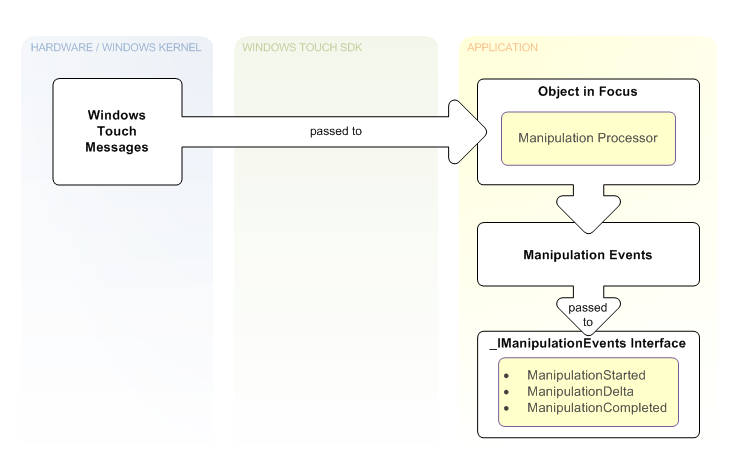 HARDWARE / WINDOWS KERNEL
WINDOWS TOUCH SDK
APPLICATION
Windows
Touch
Messages
passed to
Object in Focus
Manipulation Processor
Manipulation Events
passed
to
_IManipulationEvents Interface
• ManipulationStarted
• ManipulationDelta
• ManipulationCompleted